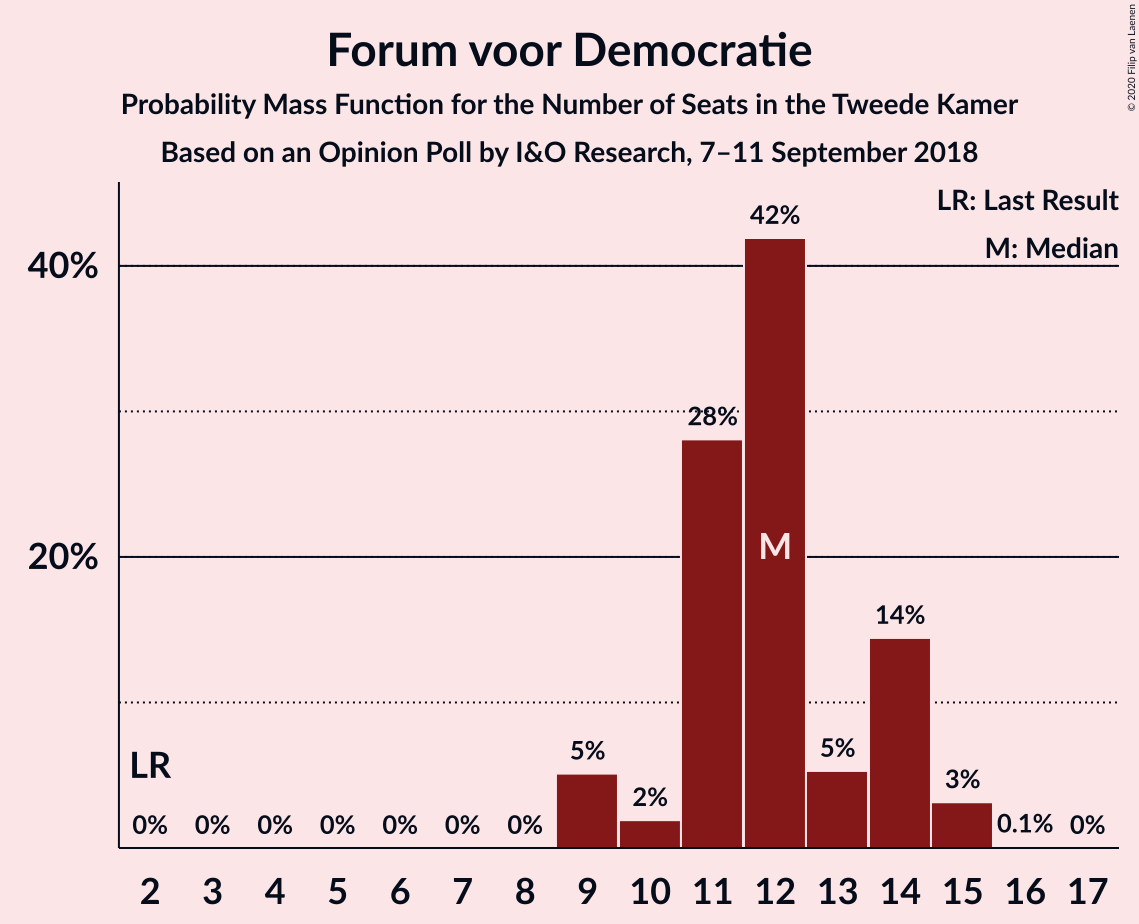 Forum voor Democratie
Probability Mass Function for the Number of Seats in the Tweede Kamer
Based on an Opinion Poll by I&O Research, 7–11 September 2018
© 2020 Filip van Laenen
LR: Last Result
M: Median
40%
20%
42%
28%
M
14%
LR
5%
5%
3%
2%
0% 0% 0% 0% 0% 0% 0% 0.1% 0%
2 3 4 5 6 7 8 9 10 11 12 13 14 15 16 17